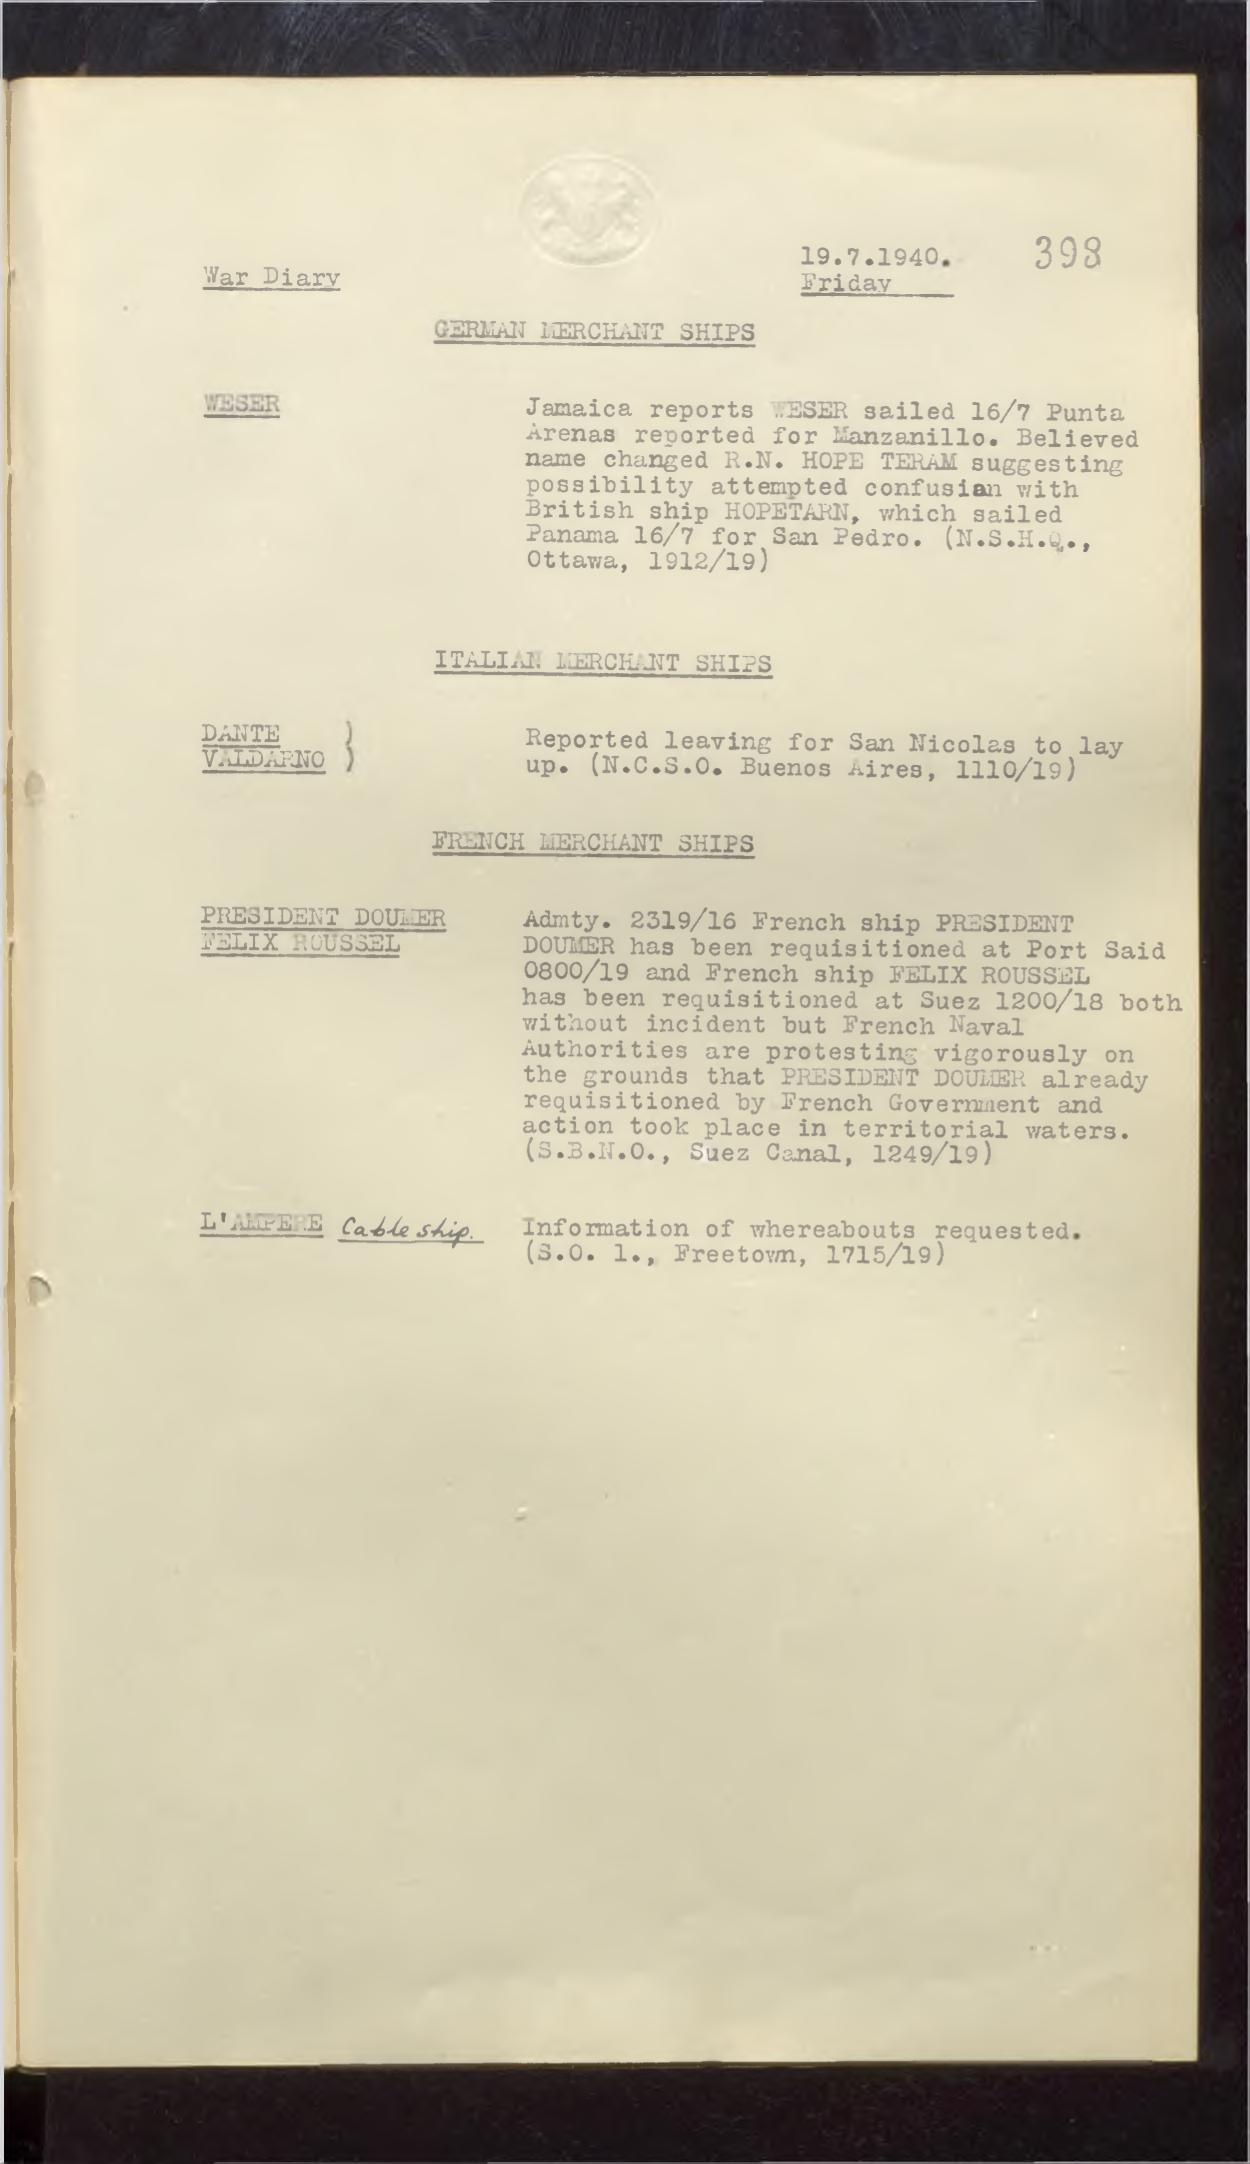 War Diary
19.7.1940.
Friday
398
GERMAN MERCHANT SHIPS
WESER
Jamaica reports WESER sailed 16/7 Punta
Arenas reported for Manzanillo. Believed
name changed R.N. HOPE TERAM suggesting
possibility attempted confusion with
British ship HOPETARN, which sailed
Panama 16/7 for San Pedro. (N.S.H.Q.,
Ottawa, 1912/19)
ITALIAN MERCHANT SHIPS
DANTE
VALDARNO
Reported leaving for San Nicolas to lay
up. (N.C.S.O. Buenos Aires, 1110/19)
FRENCH MERCHANT SHIPS
PRESIDENT DOUMER
FELIX ROUSSEL
Admty. 2319/16 French ship PRESIDENT
DOUMER has been requisitioned at Port Said
0800/19 and French ship FELIX ROUSSEL
has been requisitioned at Suez 1200/18 both
without incident but French Naval
Authorities are protesting vigorously on
the grounds that PRESIDENT DOUMER already
requisitioned by French Government and
action took place in territorial waters.
(S.B.N.O., Suez Canal, 1249/19)
L'AMPERE Cable ship.
Information of whereabouts requested.
(S.O. 1., Freetown, 1715/19)